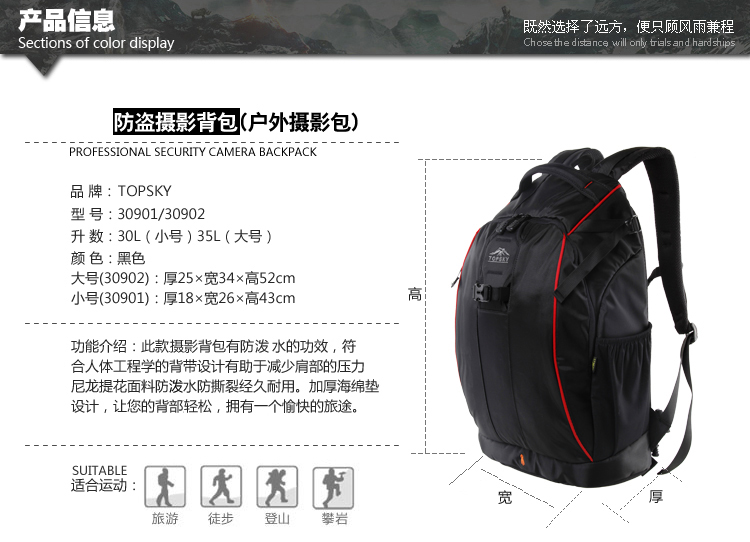 产品信息
Sections of color display
既然选择了远方，便只顾风雨兼程
Chose the distance, will only trials and hardships
防盗摄影背包(户外摄影包)
PROFESSIONAL SECURITY CAMERA BACKPACK
品 牌：TOPSKY
型 号：30901/30902
升 数：30L（小号）35L（大号）
颜 色：黑色
大号(30902)：厚25×宽34×高52cm
小号(30901)：厚18×宽26×高43cm
功能介绍：此款摄影背包有防泼 水的功效，符
合人体工程学的背带设计有助于减少肩部的压力
尼龙提花面料防泼水防撕裂经久耐用。加厚海绵垫
设计，让您的背部轻松，拥有一个愉快的旅途。
SUITABLE
适合运动：
旅游 徒步 登山 攀岩
高
TOPSKY
宽
厚